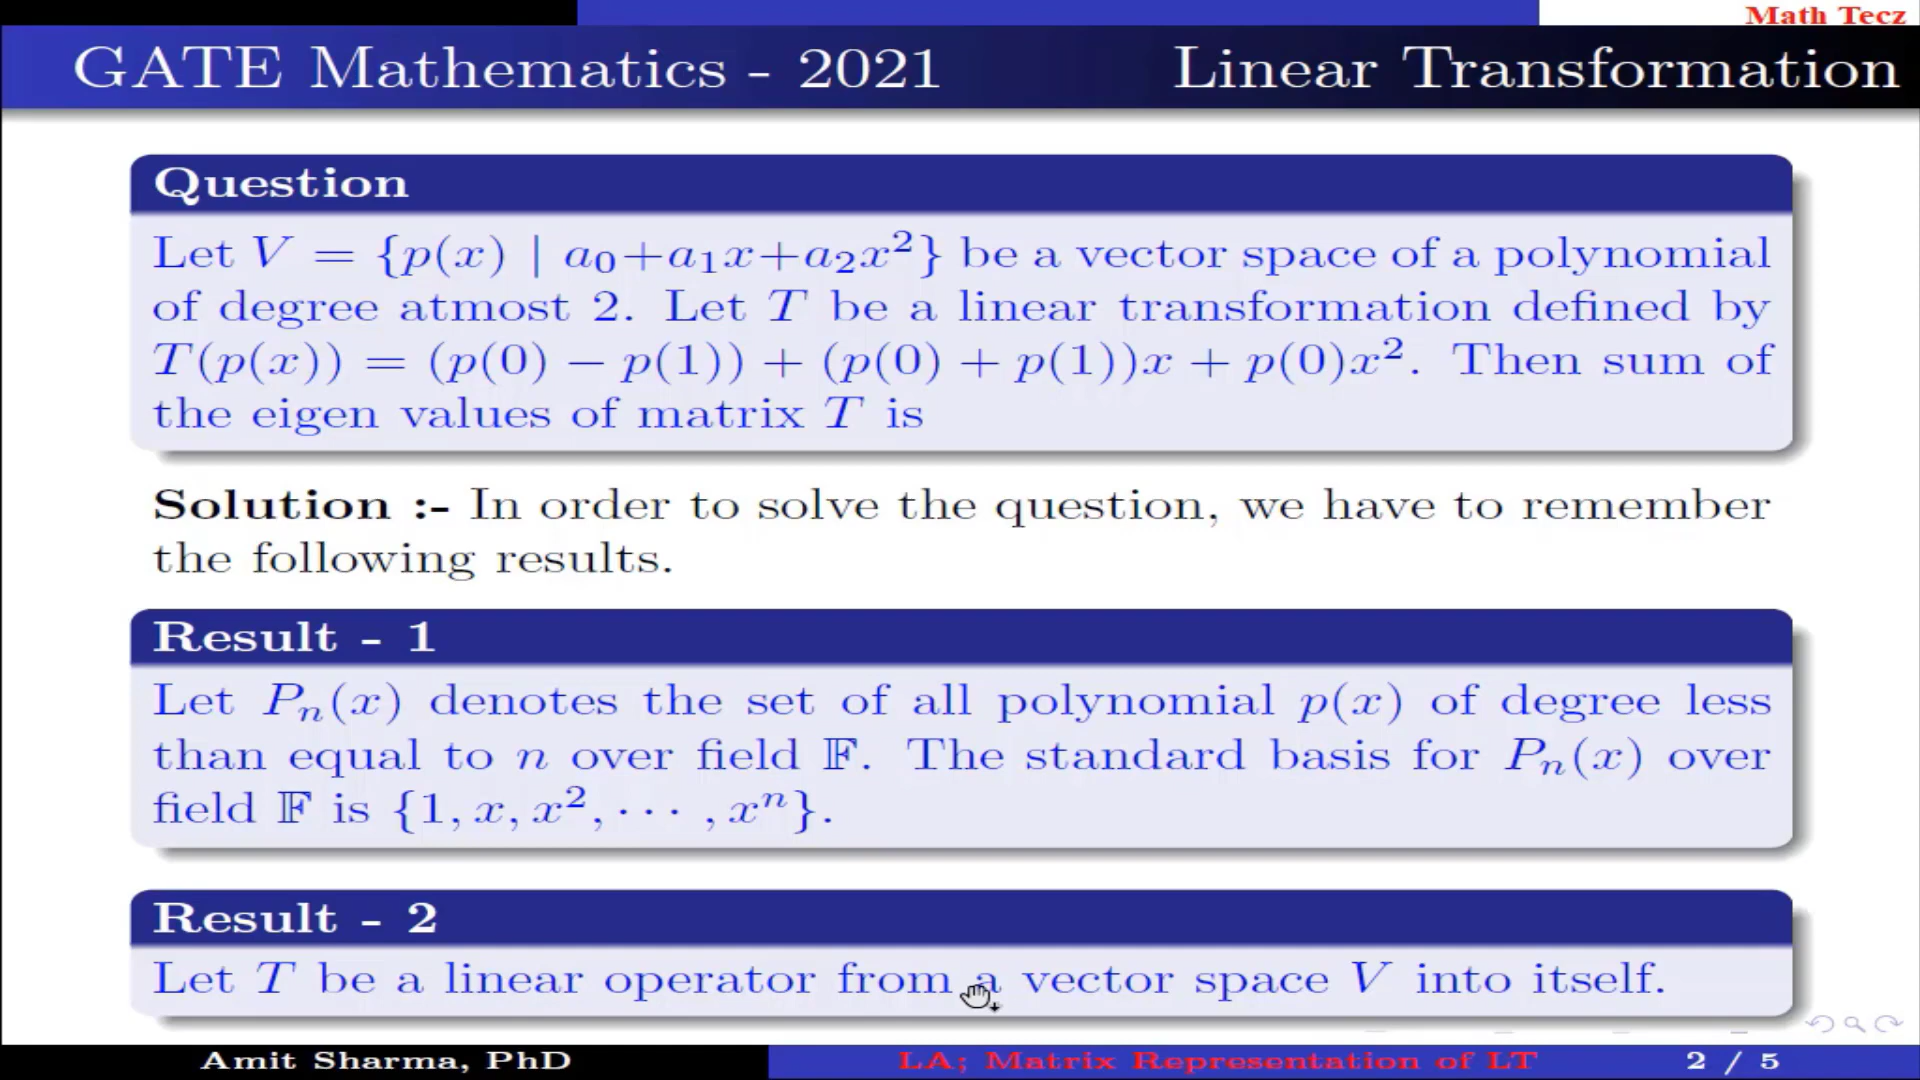 Math Tecz
GATE Mathematics - 2021 Linear Transformation
Question
Let V = {p(x) | a₀+a₁x+a₂x²} be a vector space of a polynomial
of degree atmost 2. Let T be a linear transformation defined by
T(p(x)) = (p(0) − p(1)) + (p(0) + p(1))x + p(0)x². Then sum of
the eigen values of matrix T is
Solution :- In order to solve the question, we have to remember
the following results.
Result - 1
Let Pₙ(x) denotes the set of all polynomial p(x) of degree less
than equal to n over field 𝔽. The standard basis for Pₙ(x) over
field 𝔽 is {1, x, x², ⋯ , xⁿ}.
Result - 2
Let T be a linear operator from a vector space V into itself.
Amit Sharma, PhD LA; Matrix Representation of LT 2 / 5